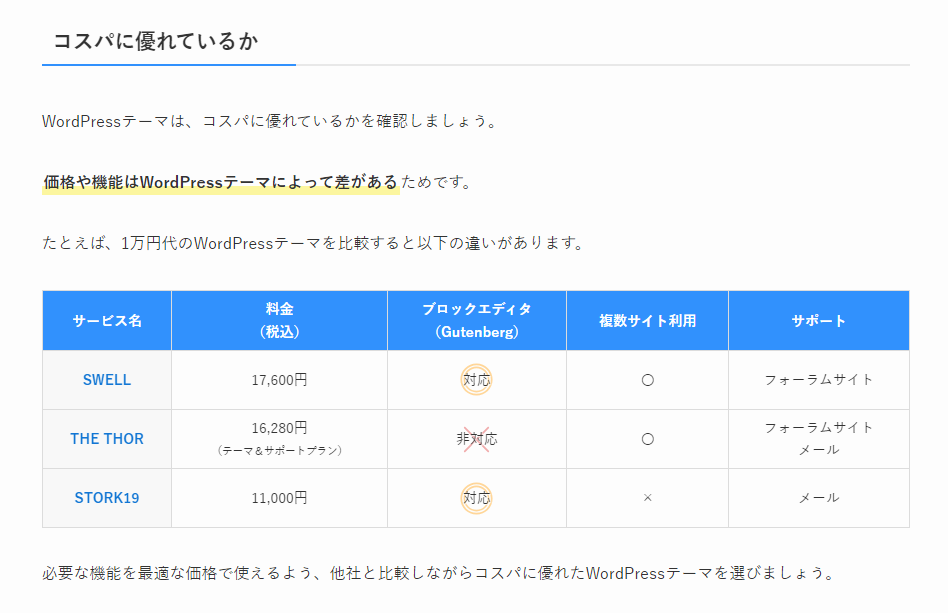 コスパに優れているか
WordPressテーマは、コスパに優れているかを確認しましょう。
価格や機能はWordPressテーマによって差があるためです。
たとえば、1万円代のWordPressテーマを比較すると以下の違いがあります。
サービス名 料金（税込） ブロックエディタ（Gutenberg） 複数サイト利用 サポート
SWELL 17,600円 対応 〇 フォーラムサイト
THE THOR 16,280円（テーマ＆サポートプラン） 非対応 〇 フォーラムサイト メール
STORK19 11,000円 対応 × メール
必要な機能を最適な価格で使えるよう、他社と比較しながらコスパに優れたWordPressテーマを選びましょう。